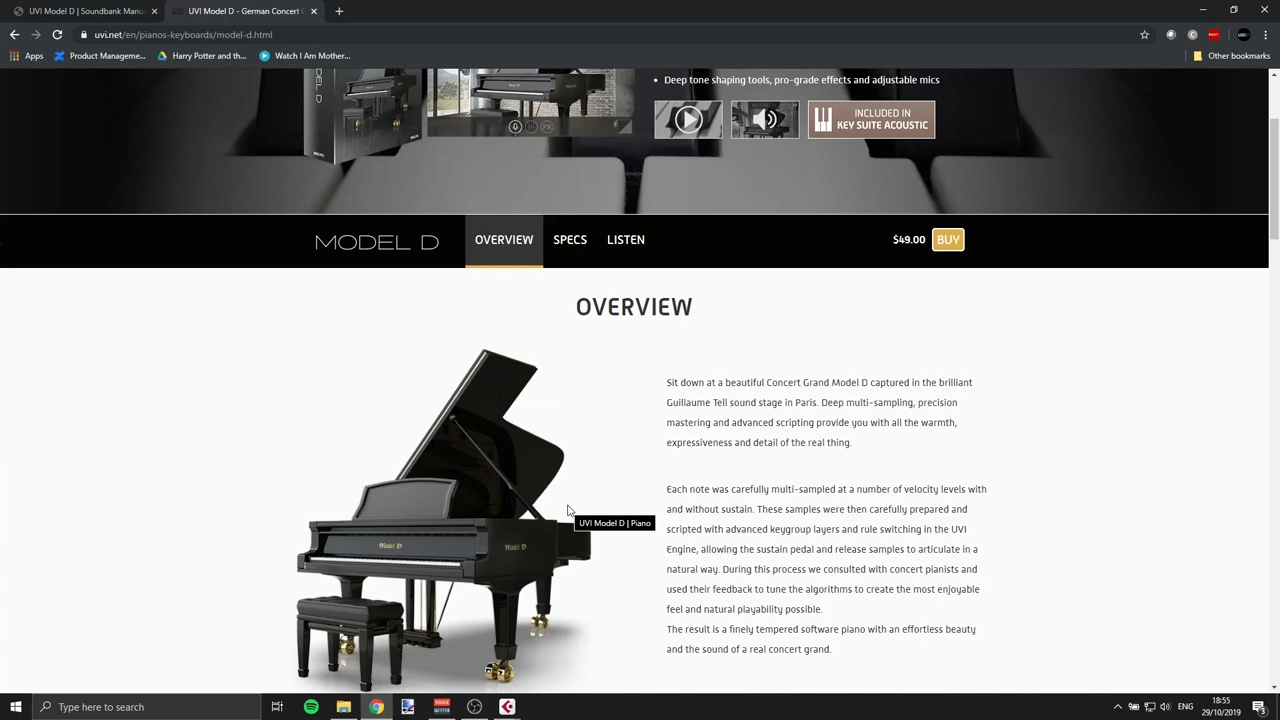 UVI Model D | Soundbank Manu
UVI Model D - German Concert G
uvi.net/en/pianos-keyboards/model-d.html
Apps
Product Manageme...
Harry Potter and th...
Watch I Am Mother...
Other bookmarks
Deep tone shaping tools, pro-grade effects and adjustable mics
INCLUDED IN
KEY SUITE ACOUSTIC
MODEL D
OVERVIEW
SPECS
LISTEN
$49.00
BUY
OVERVIEW
Sit down at a beautiful Concert Grand Model D captured in the brilliant
Guillaume Tell sound stage in Paris. Deep multi-sampling, precision
mastering and advanced scripting provide you with all the warmth,
expressiveness and detail of the real thing.
Each note was carefully multi-sampled at a number of velocity levels with
and without sustain. These samples were then carefully prepared and
scripted with advanced keygroup layers and rule switching in the UVI
Engine, allowing the sustain pedal and release samples to articulate in a
natural way. During this process we consulted with concert pianists and
used their feedback to tune the algorithms to create the most enjoyable
feel and natural playability possible.
The result is a finely tempered software piano with an effortless beauty
and the sound of a real concert grand.
UVI Model D | Piano
Model D
Model D
Type here to search
ENG
18:55
29/10/2019